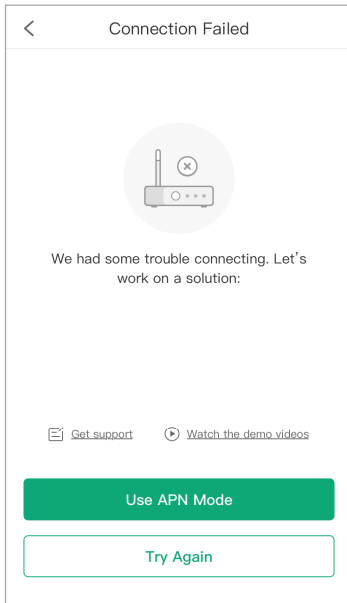 Connection Failed
We had some trouble connecting. Let's
work on a solution:
Get support
Watch the demo videos
Use APN Mode
Try Again